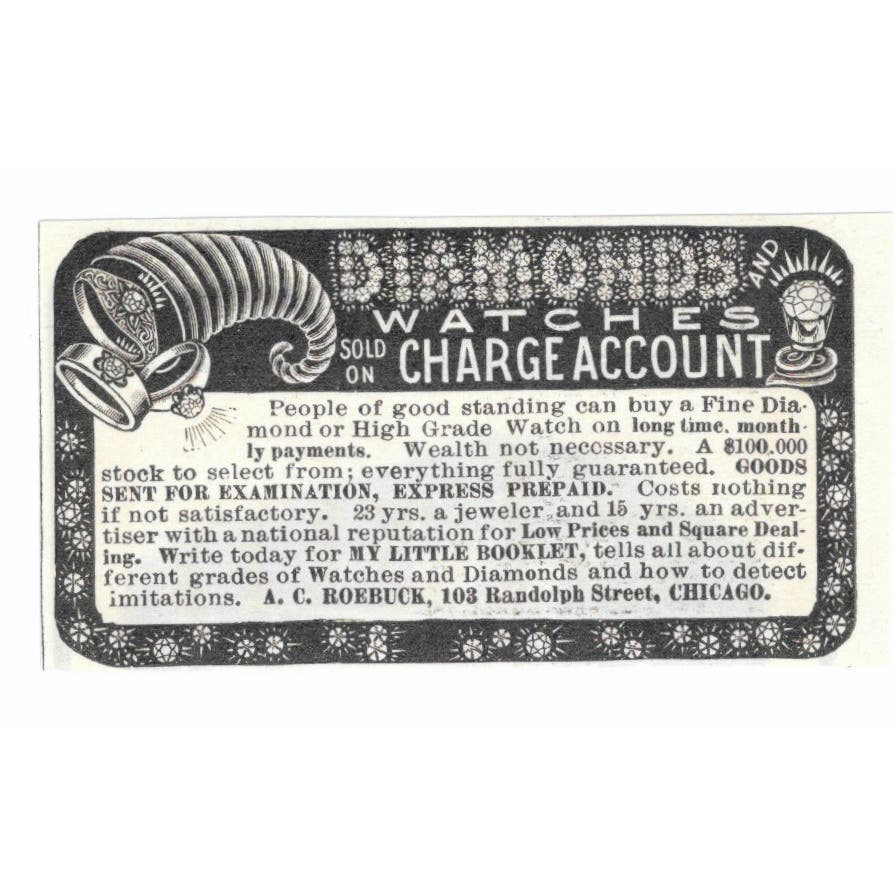 DIAMONDS AND
WATCHES
SOLD ON CHARGE ACCOUNT
People of good standing can buy a Fine Dia-
mond or High Grade Watch on long time, month-
ly payments. Wealth not necessary. A $100,000
stock to select from; everything fully guaranteed. GOODS
SENT FOR EXAMINATION, EXPRESS PREPAID. Costs nothing
if not satisfactory. 23 yrs. a jeweler and 15 yrs. an adver-
tiser with a national reputation for Low Prices and Square Deal-
ing. Write today for MY LITTLE BOOKLET, tells all about dif-
ferent grades of Watches and Diamonds and how to detect
imitations. A. C. ROEBUCK, 103 Randolph Street, CHICAGO.